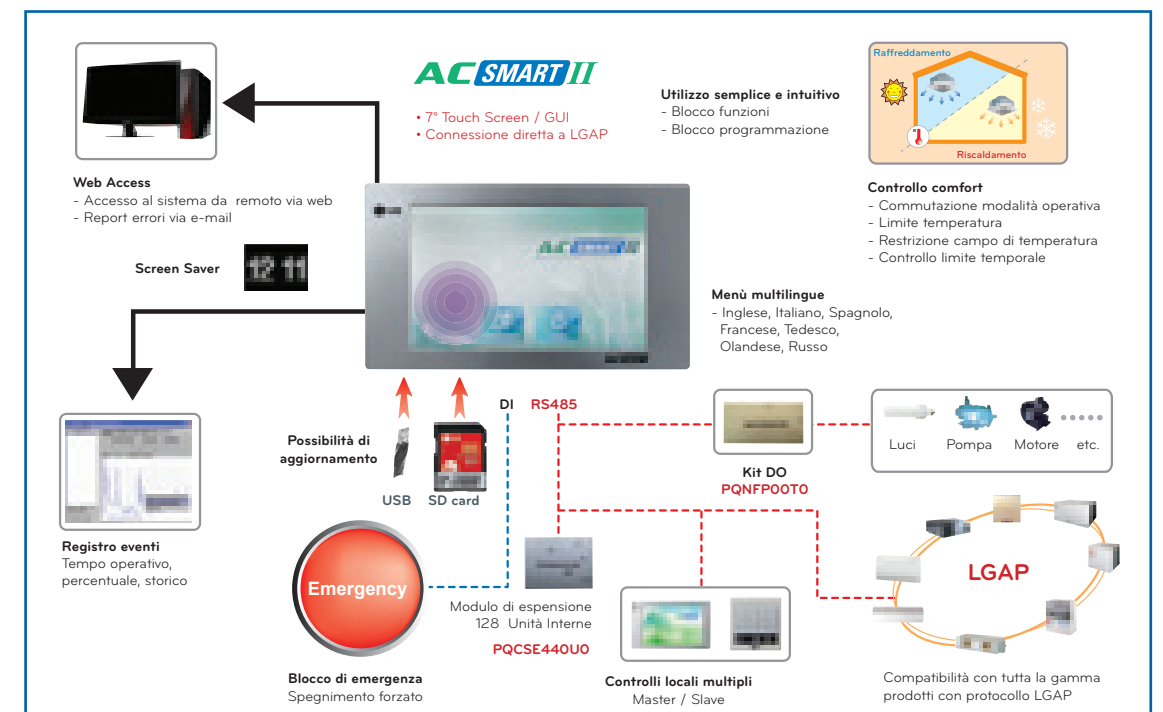 AC SMART II
• 7" Touch Screen / GUI
• Connessione diretta a LGAP
Utilizzo semplice e intuitivo
- Blocco funzioni
- Blocco programmazione
Raffreddamento
Riscaldamento
Web Access
- Accesso al sistema da remoto via web
- Report errori via e-mail
Controllo comfort
- Commutazione modalità operativa
- Limite temperatura
- Restrizione campo di temperatura
- Controllo limite temporale
Screen Saver
12 11
AC SMART II
Menù multilingue
- Inglese, Italiano, Spagnolo,
Francese, Tedesco,
Olandese, Russo
DI
RS485
Possibilità di
aggiornamento
USB
SD card
Kit DO
PQNFP00T0
Luci
Pompa
Motore
etc.
Registro eventi
Tempo operativo,
percentuale, storico
Emergency
Blocco di emergenza
Spegnimento forzato
Modulo di espensione
128 Unità Interne
PQCSE440U0
Controlli locali multipli
Master / Slave
LGAP
Compatibilità con tutta la gamma
prodotti con protocollo LGAP